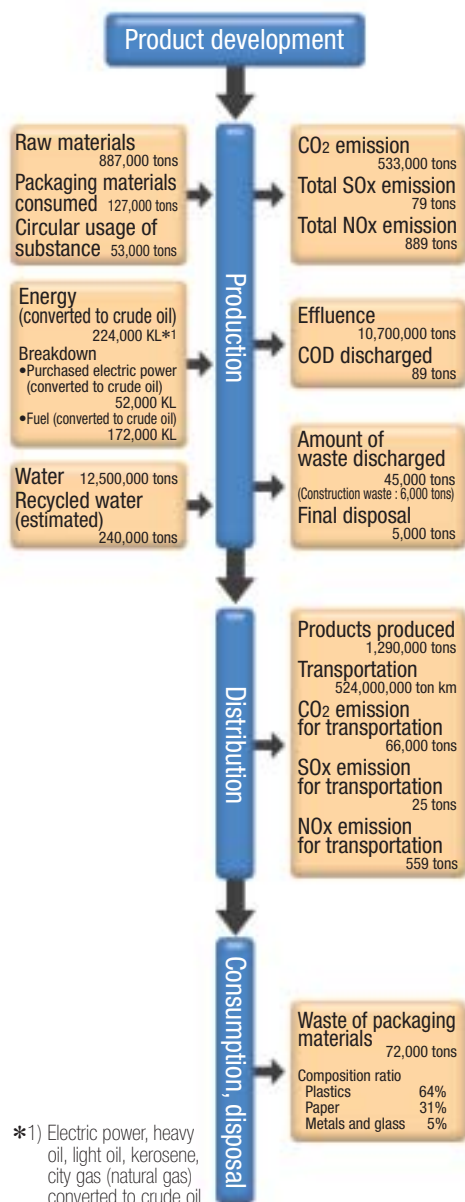 Product development
Raw materials
887,000 tons
Packaging materials
consumed 127,000 tons
Circular usage of
substance 53,000 tons
Energy
(converted to crude oil)
224,000 KL*1
Breakdown
•Purchased electric power
(converted to crude oil)
52,000 KL
•Fuel (converted to crude oil)
172,000 KL
Water 12,500,000 tons
Recycled water
(estimated)
240,000 tons
Production
CO2 emission
533,000 tons
Total SOx emission
79 tons
Total NOx emission
889 tons
Effluence
10,700,000 tons
COD discharged
89 tons
Amount of
waste discharged
45,000 tons
(Construction waste : 6,000 tons)
Final disposal
5,000 tons
Distribution
Products produced
1,290,000 tons
Transportation
524,000,000 ton km
CO2 emission
for transportation
66,000 tons
SOx emission
for transportation
25 tons
NOx emission
for transportation
559 tons
Consumption, disposal
Waste of packaging
materials
72,000 tons
Composition ratio
Plastics 64%
Paper 31%
Metals and glass 5%
*1) Electric power, heavy
oil, light oil, kerosene,
city gas (natural gas)
converted to crude oil